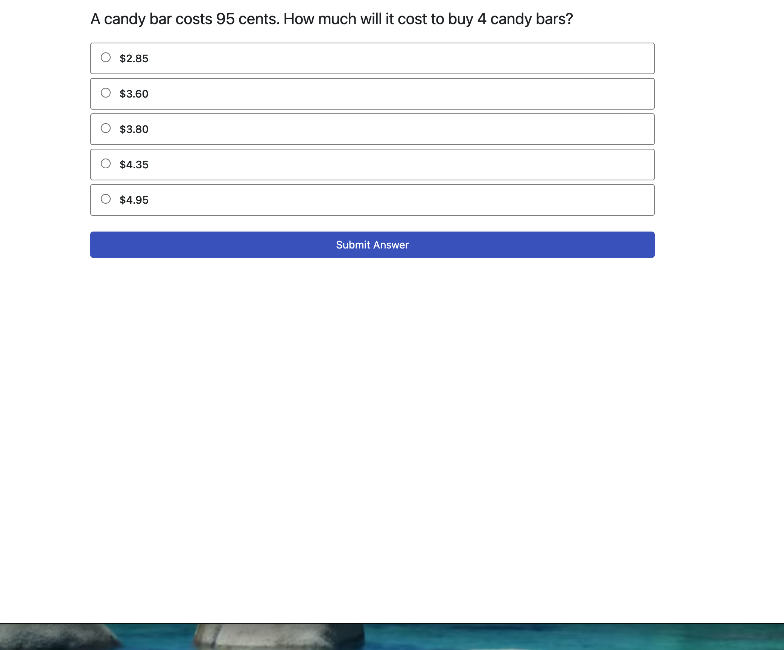 A candy bar costs 95 cents. How much will it cost to buy 4 candy bars?
$2.85
$3.60
$3.80
$4.35
$4.95
Submit Answer